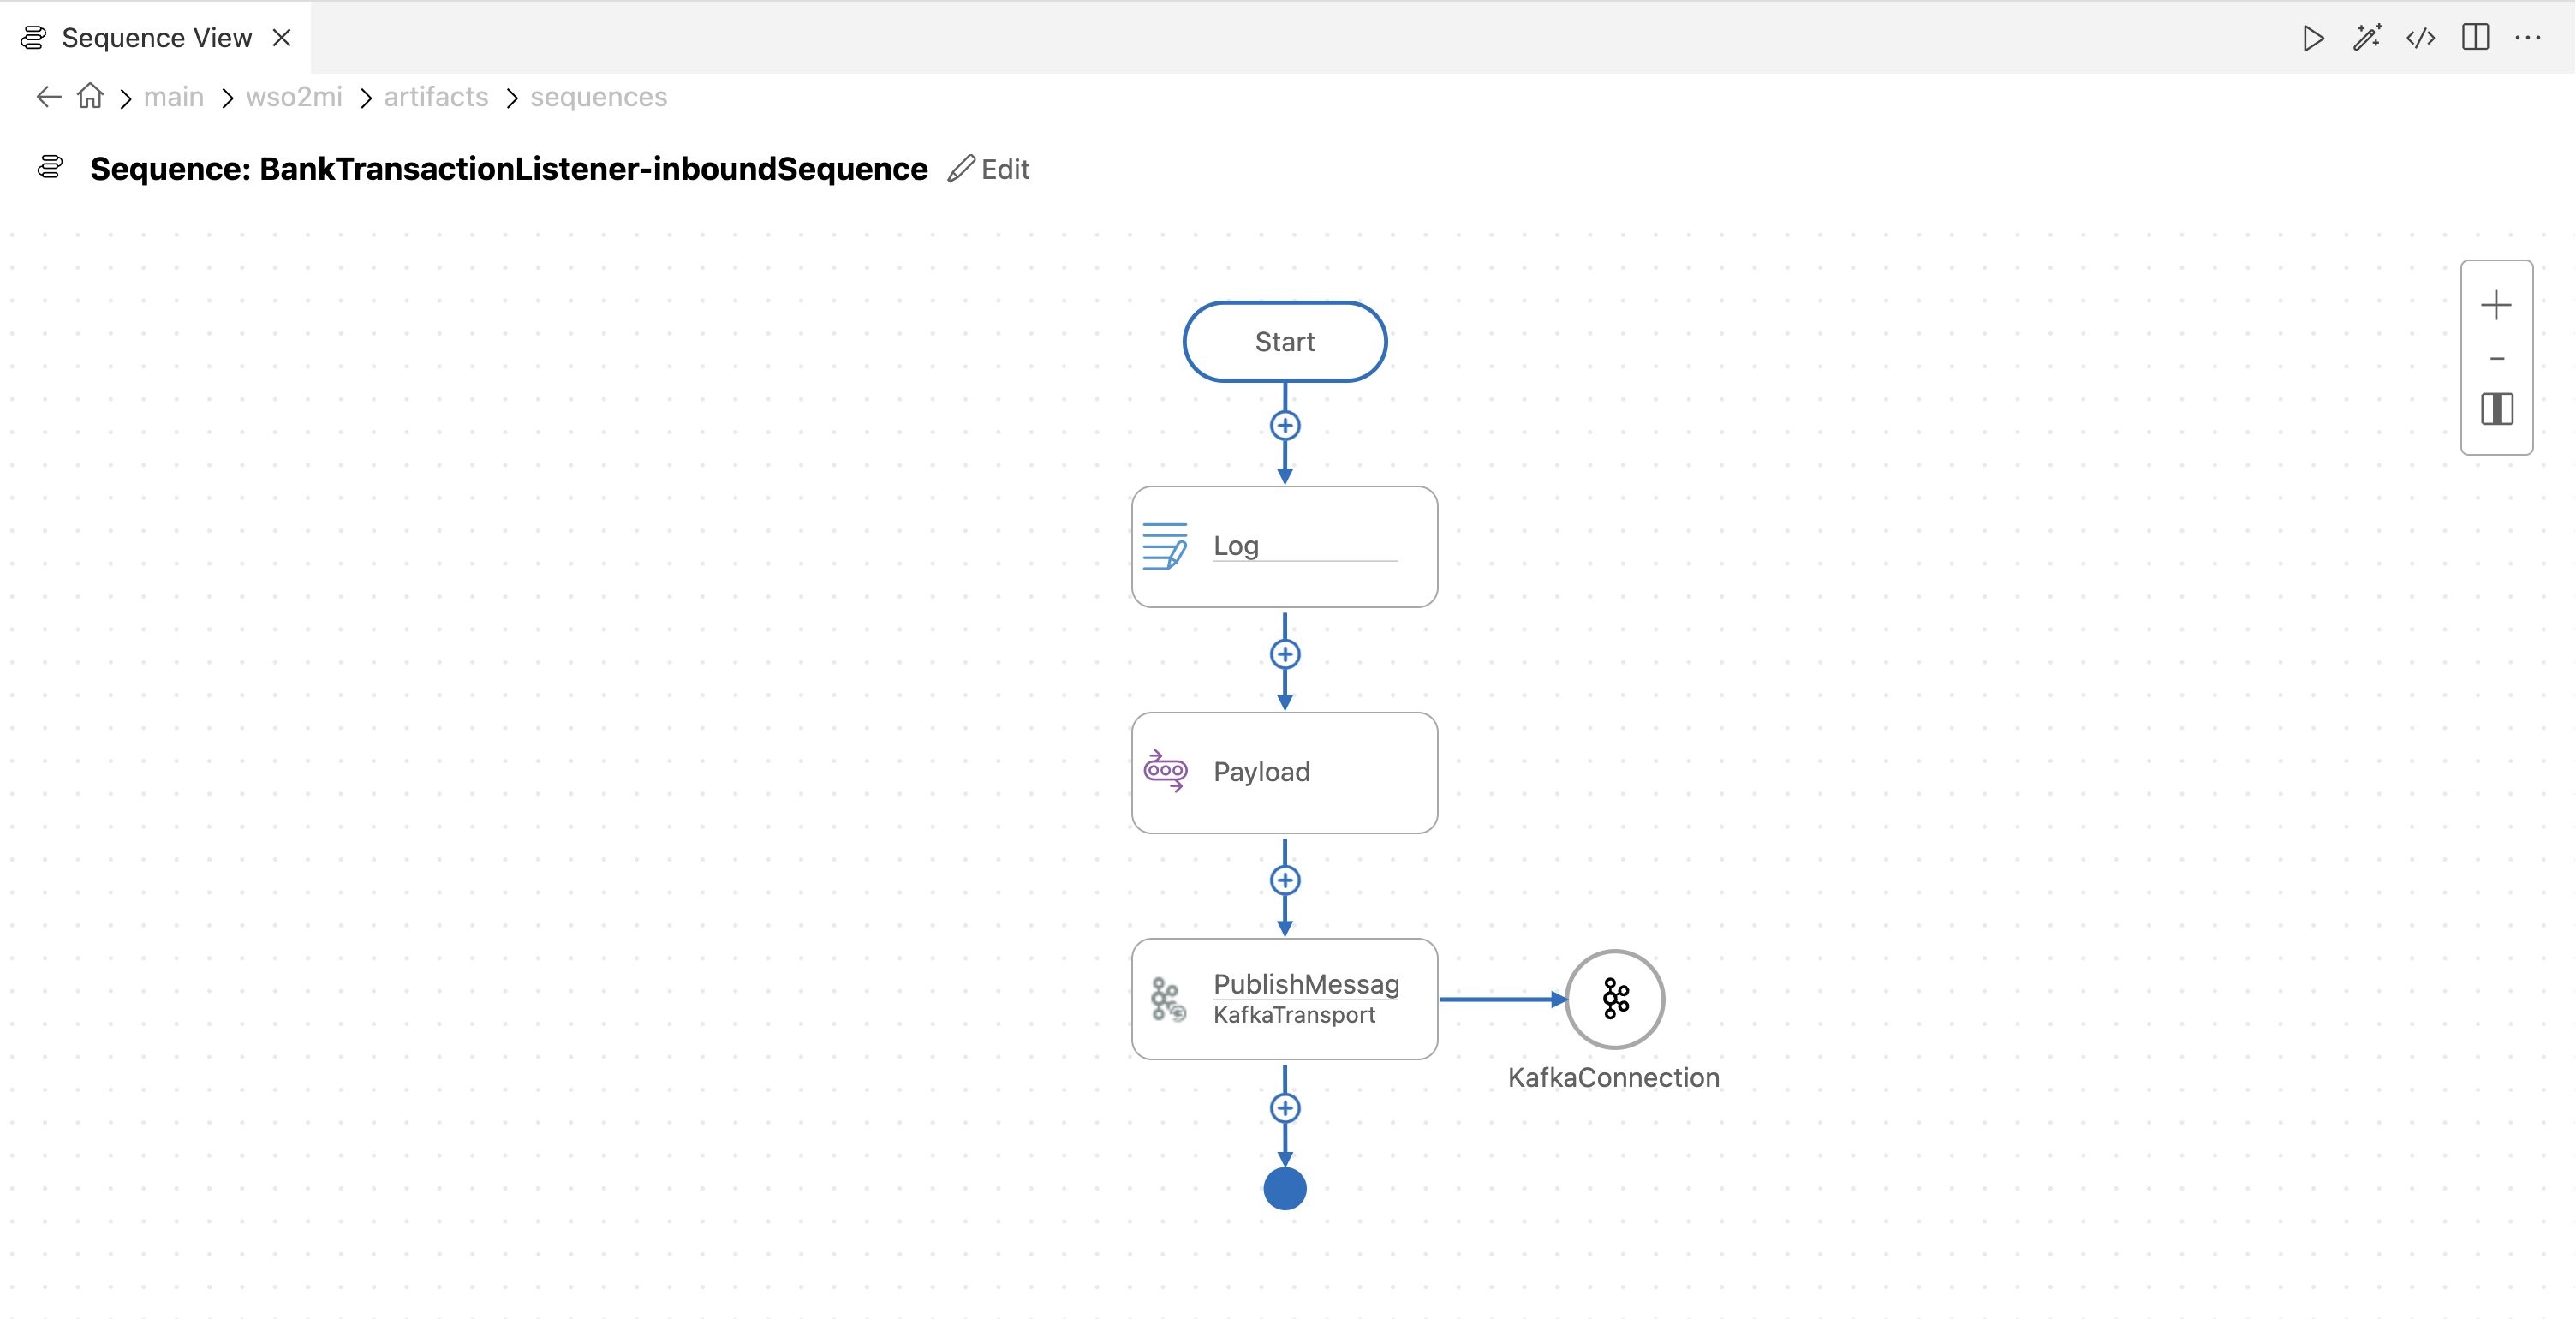 Sequence View
main wso2mi artifacts sequences
Sequence: BankTransactionListener-inboundSequence Edit
Start
Log
Payload
PublishMessag
KafkaTransport
KafkaConnection